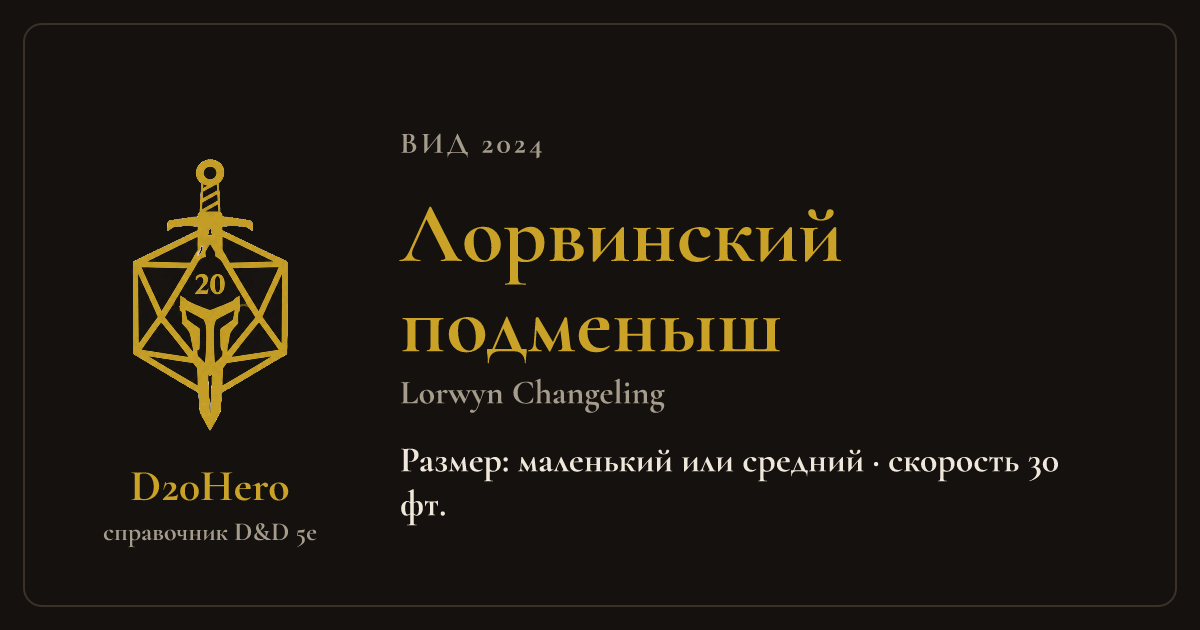 ВИД 2024
Лорвинский
подменыш
Lorwyn Changeling
Размер: маленький или средний · скорость 30
фт.
20
D20Hero
справочник D&D 5e